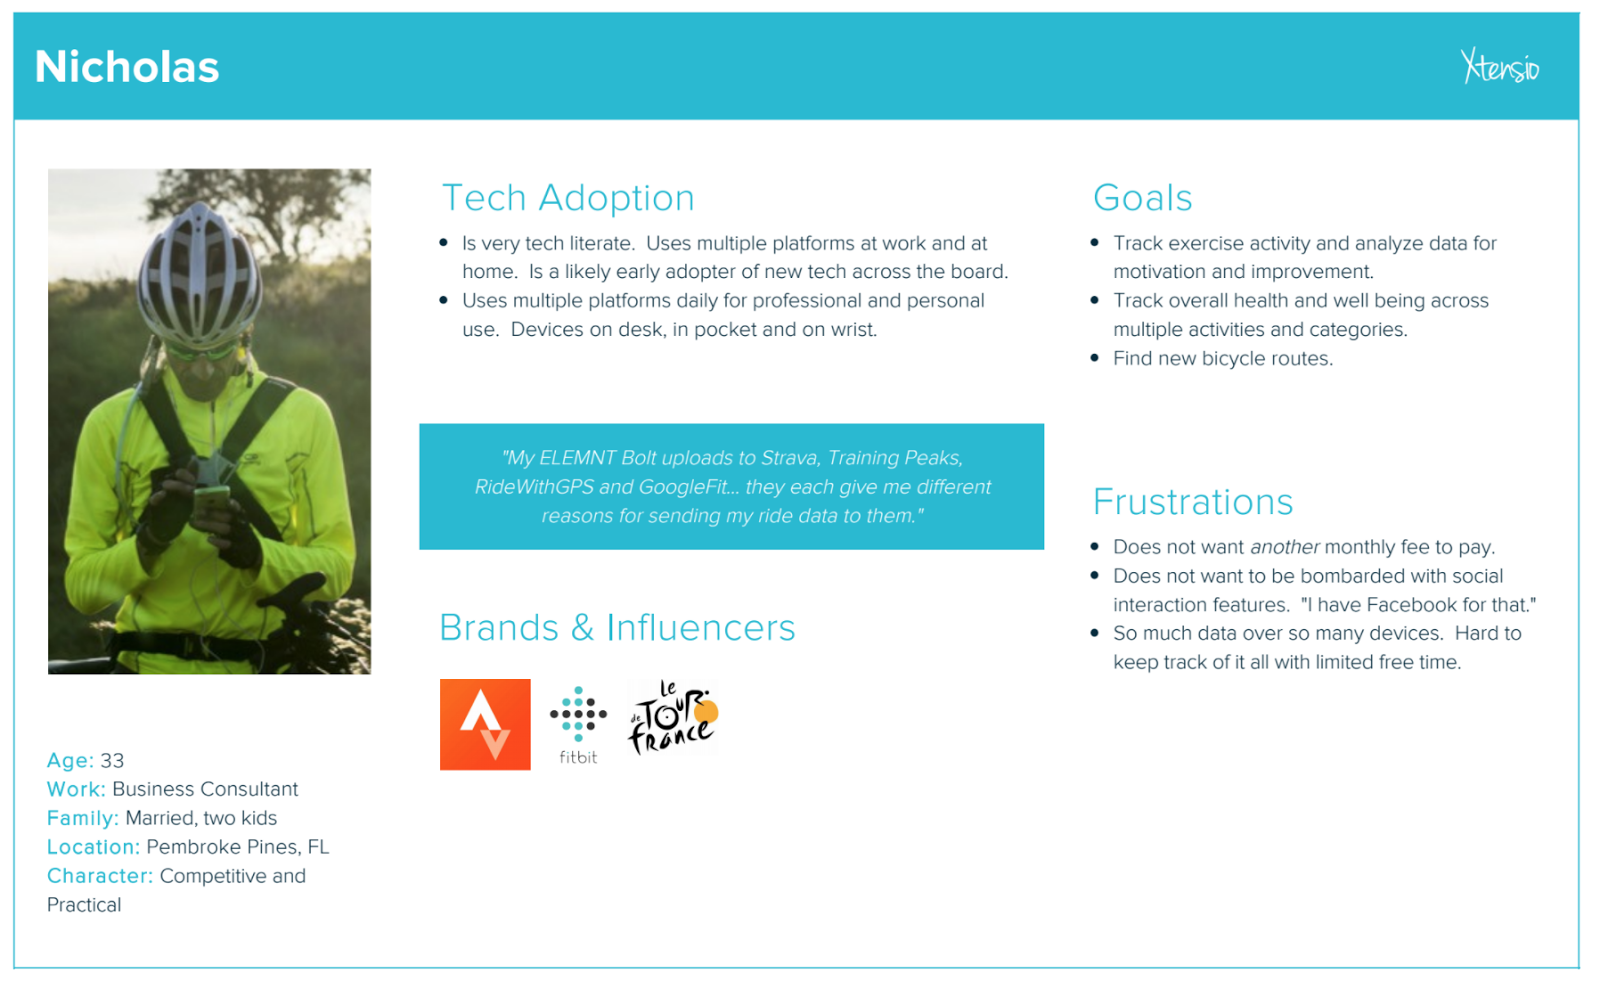 Nicholas
Xtensio
Tech Adoption
Is very tech literate.  Uses multiple platforms at work and at
home.  Is a likely early adopter of new tech across the board.
Uses multiple platforms daily for professional and personal
use.  Devices on desk, in pocket and on wrist.
"My ELEMNT Bolt uploads to Strava, Training Peaks,
RideWithGPS and GoogleFit... they each give me different
reasons for sending my ride data to them."
Brands & Influencers
fitbit
le
de TOUR
france
Goals
Track exercise activity and analyze data for
motivation and improvement.
Track overall health and well being across
multiple activities and categories.
Find new bicycle routes.
Frustrations
Does not want another monthly fee to pay.
Does not want to be bombarded with social
interaction features.  "I have Facebook for that."
So much data over so many devices.  Hard to
keep track of it all with limited free time.
Age: 33
Work: Business Consultant
Family: Married, two kids
Location: Pembroke Pines, FL
Character: Competitive and
Practical